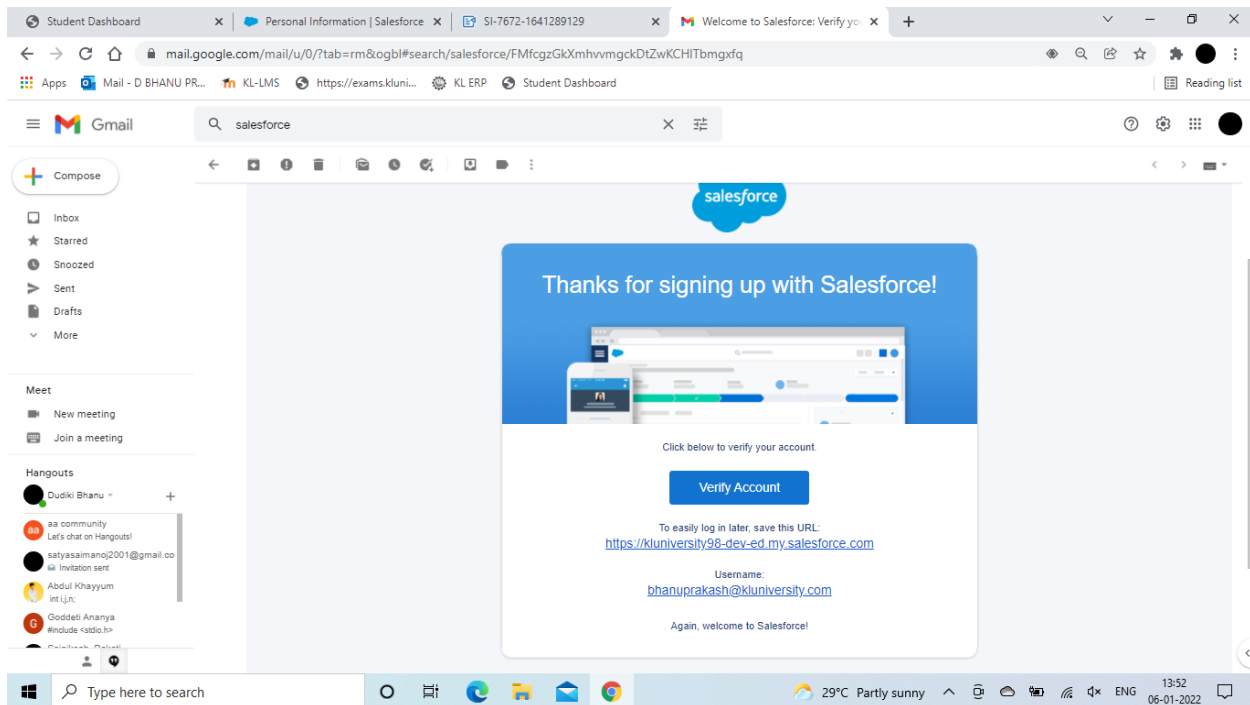 Student Dashboard
Personal Information | Salesforce
SI-7672-1641289129
Welcome to Salesforce: Verify yo
mail.google.com/mail/u/0/?tab=rm&ogbl#search/salesforce/FMfcgzGkXmhvvmgckDtZwKCHlTbmgxfq
Apps
Mail - D BHANU PR...
KL-LMS
https://exams.kluni...
KL ERP
Student Dashboard
Reading list
Gmail
salesforce
Compose
Inbox
Starred
Snoozed
Sent
Drafts
More
Meet
New meeting
Join a meeting
Hangouts
Dudiki Bhanu
aa
aa community
Let's chat on Hangouts!
satyasaimanoj2001@gmail.co
Invitation sent
Abdul Khayyum
int i,j,n;
G
Goddeti Ananya
#include <stdio.h>
salesforce
Thanks for signing up with Salesforce!
Click below to verify your account.
Verify Account
To easily log in later, save this URL:
https://kluniversity98-dev-ed.my.salesforce.com
Username:
bhanuprakash@kluniversity.com
Again, welcome to Salesforce!
Type here to search
29°C Partly sunny
ENG
13:52
06-01-2022